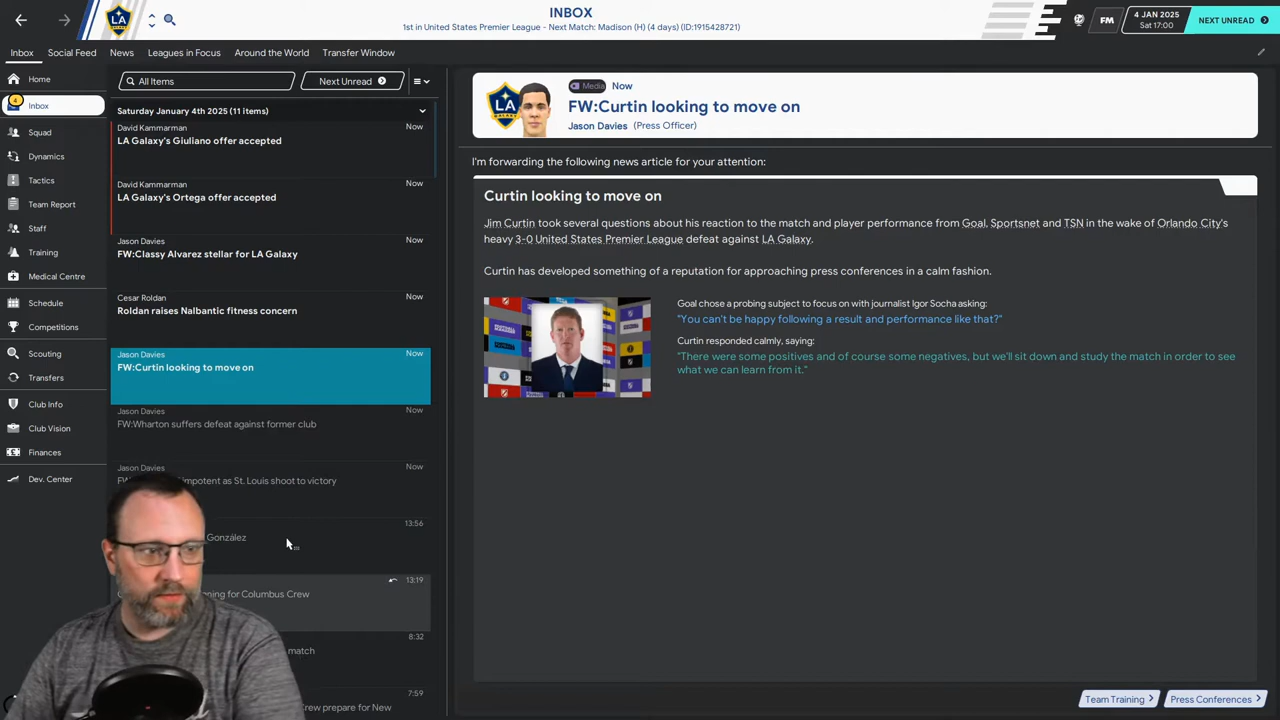 INBOX
1st in United States Premier League - Next Match: Madison (H) (4 days) (ID:1915428721)
FM
4 JAN 2025
Sat 17:00
NEXT UNREAD
Inbox
Social Feed
News
Leagues in Focus
Around the World
Transfer Window
Home
Inbox
Squad
Dynamics
Tactics
Team Report
Staff
Training
Medical Centre
Schedule
Competitions
Scouting
Transfers
Club Info
Club Vision
Finances
Dev. Center
All Items
Next Unread
Saturday January 4th 2025 (11 items)
David Kammarman
Now
LA Galaxy's Giuliano offer accepted
David Kammarman
Now
LA Galaxy's Ortega offer accepted
Jason Davies
Now
FW:Classy Alvarez stellar for LA Galaxy
Cesar Roldan
Now
Roldan raises Nalbantic fitness concern
Jason Davies
Now
FW:Curtin looking to move on
Jason Davies
Now
FW:Wharton suffers defeat against former club
Jason Davies
Now
impotent as St. Louis shoot to victory
13:56
González
13:19
for Columbus Crew
8:32
match
7:59
Crew prepare for New
Media
Now
FW:Curtin looking to move on
Jason Davies (Press Officer)
I'm forwarding the following news article for your attention:
Curtin looking to move on
Jim Curtin took several questions about his reaction to the match and player performance from Goal, Sportsnet and TSN in the wake of Orlando City's
heavy 3-0 United States Premier League defeat against LA Galaxy.
Curtin has developed something of a reputation for approaching press conferences in a calm fashion.
Goal chose a probing subject to focus on with journalist Igor Socha asking:
"You can't be happy following a result and performance like that?"
Curtin responded calmly, saying:
"There were some positives and of course some negatives, but we'll sit down and study the match in order to see
what we can learn from it."
Team Training
Press Conferences